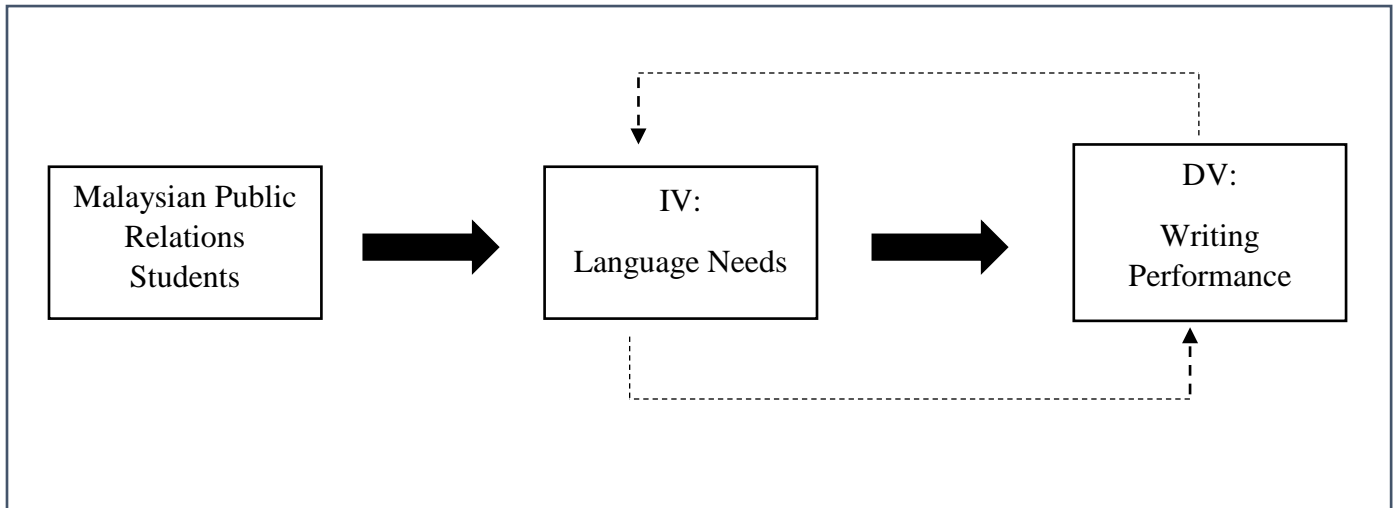 Malaysian Public
Relations
Students
IV:
Language Needs
DV:
Writing
Performance